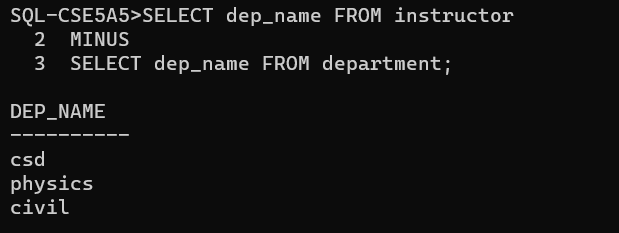 SQL-CSE5A5>SELECT dep_name FROM instructor
  2  MINUS
  3  SELECT dep_name FROM department;

DEP_NAME
----------
csd
physics
civil